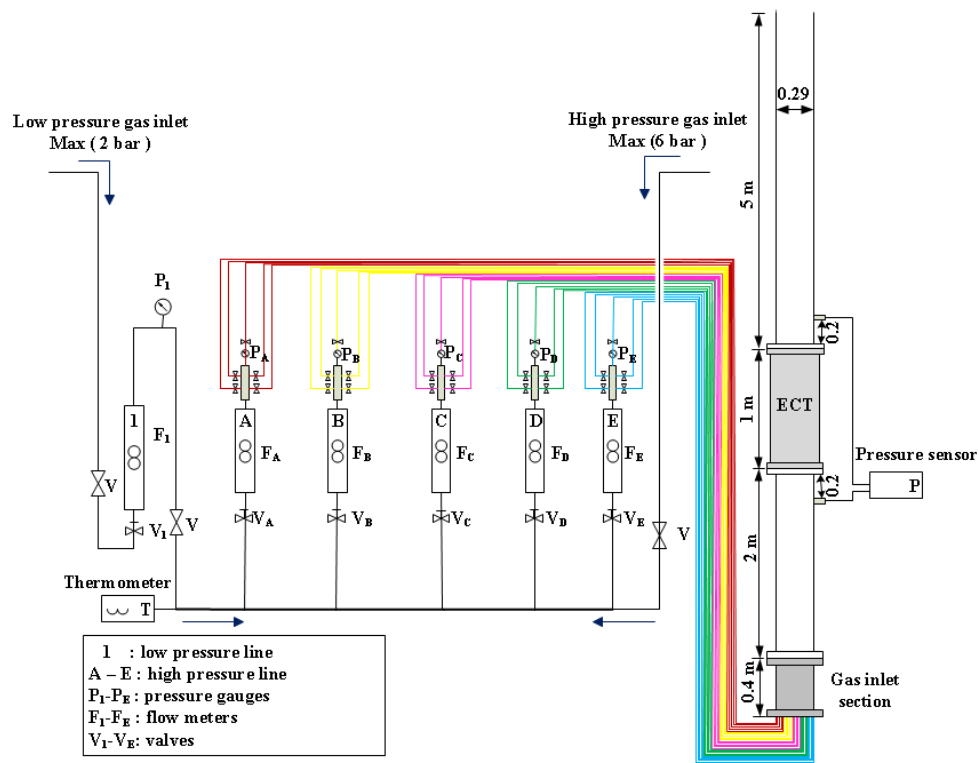 Low pressure gas inlet
Max ( 2 bar )
High pressure gas inlet
Max (6 bar )
0.29
5 m
P1
0.2
PA
PB
PC
PD
PE
1 m
ECT
1
F1
A
FA
B
FB
C
FC
D
FD
E
FE
Pressure sensor
P
0.2
V
V1
V
VA
VB
VC
VD
VE
V
2 m
Thermometer
T
0.4 m
Gas inlet
section
1 : low pressure line
A – E : high pressure line
P1-PE : pressure gauges
F1-FE : flow meters
V1-VE: valves